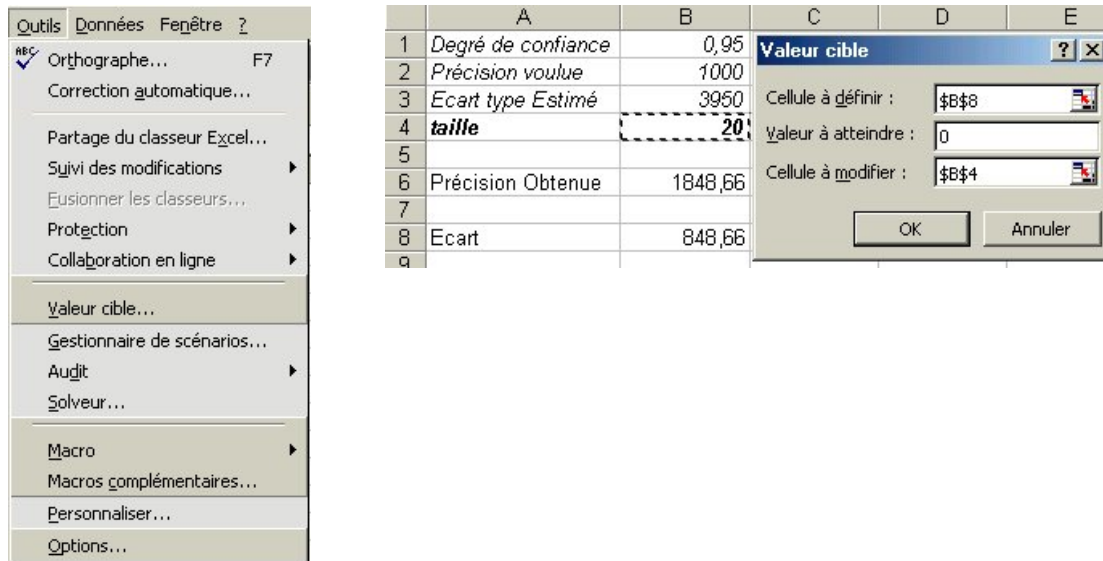 Outils Données Fenêtre ?
ABC Orthographe... F7
Correction automatique...
Partage du classeur Excel...
Suivi des modifications
Fusionner les classeurs...
Protection
Collaboration en ligne
Valeur cible...
Gestionnaire de scénarios...
Audit
Solveur...
Macro
Macros complémentaires...
Personnaliser...
Options...
A B C D E
1 Degré de confiance 0,95
2 Précision voulue 1000
3 Ecart type Estimé 3950
4 taille 20
5
6 Précision Obtenue 1848,66
7
8 Ecart 848,66
9
Valeur cible ? X
Cellule à définir : $B$8
Valeur à atteindre : 0
Cellule à modifier : $B$4
OK Annuler